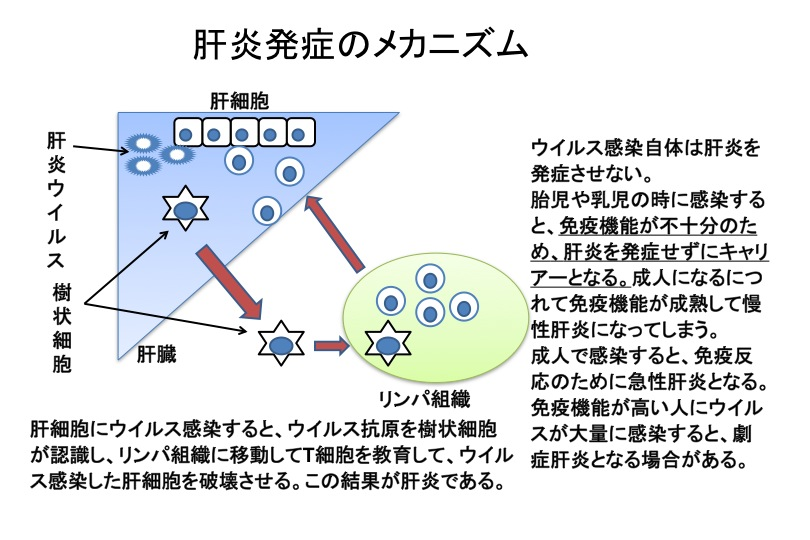 肝炎発症のメカニズム
肝細胞
肝炎ウイルス
樹状細胞
肝臓
リンパ組織
肝細胞にウイルス感染すると、ウイルス抗原を樹状細胞
が認識し、リンパ組織に移動してT細胞を教育して、ウイル
ス感染した肝細胞を破壊させる。この結果が肝炎である。
ウイルス感染自体は肝炎を
発症させない。
胎児や乳児の時に感染する
と、免疫機能が不十分のた
め、肝炎を発症せずにキャリ
アーとなる。成人になるにつ
れて免疫機能が成熟して慢
性肝炎になってしまう。
成人で感染すると、免疫反
応のために急性肝炎となる。
免疫機能が高い人にウイル
スが大量に感染すると、劇
症肝炎となる場合がある。